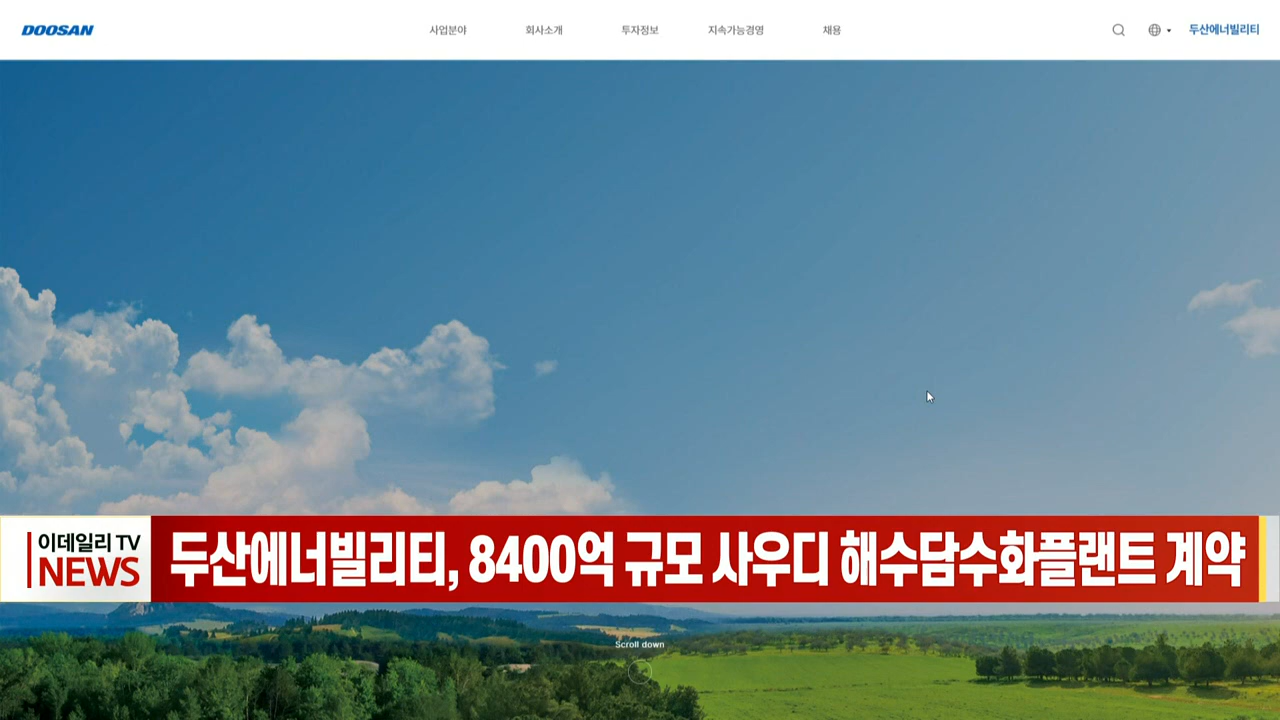 DOOSAN
사업분야 회사소개 투자정보 지속가능경영 채용
두산에너빌리티
이데일리 TV
NEWS
두산에너빌리티, 8400억 규모 사우디 해수담수화플랜트 계약
Scroll down